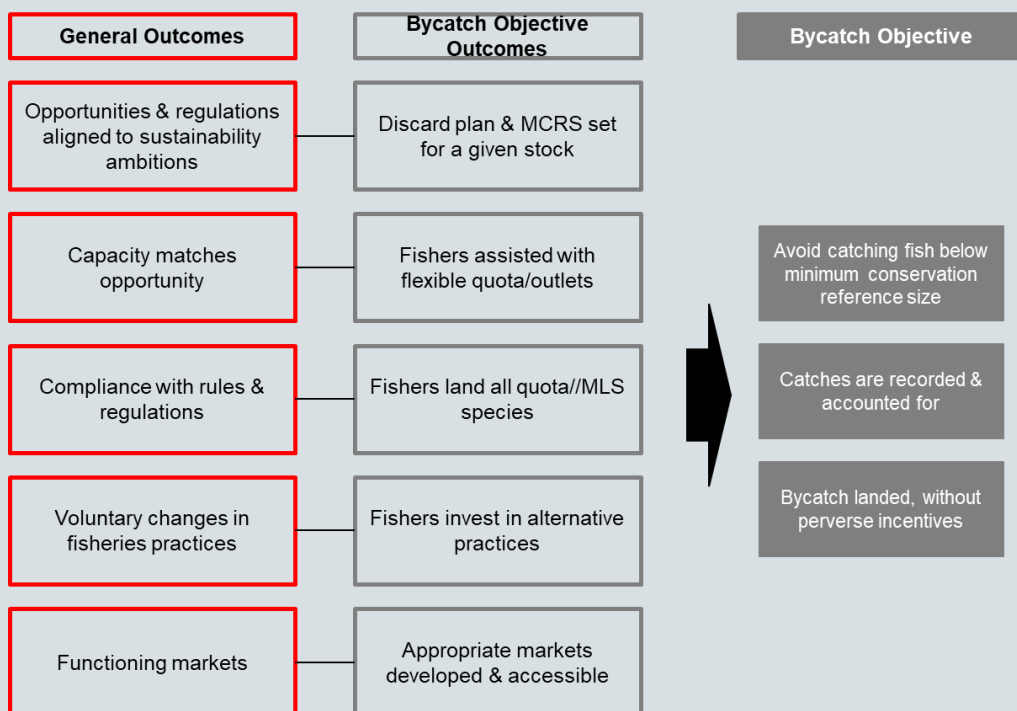 General Outcomes
Bycatch Objective
Outcomes
Bycatch Objective
Opportunities & regulations
aligned to sustainability
ambitions
Discard plan & MCRS set
for a given stock
Capacity matches
opportunity
Fishers assisted with
flexible quota/outlets
Compliance with rules &
regulations
Fishers land all quota//MLS
species
Voluntary changes in
fisheries practices
Fishers invest in alternative
practices
Functioning markets
Appropriate markets
developed & accessible
Avoid catching fish below
minimum conservation
reference size
Catches are recorded &
accounted for
Bycatch landed, without
perverse incentives